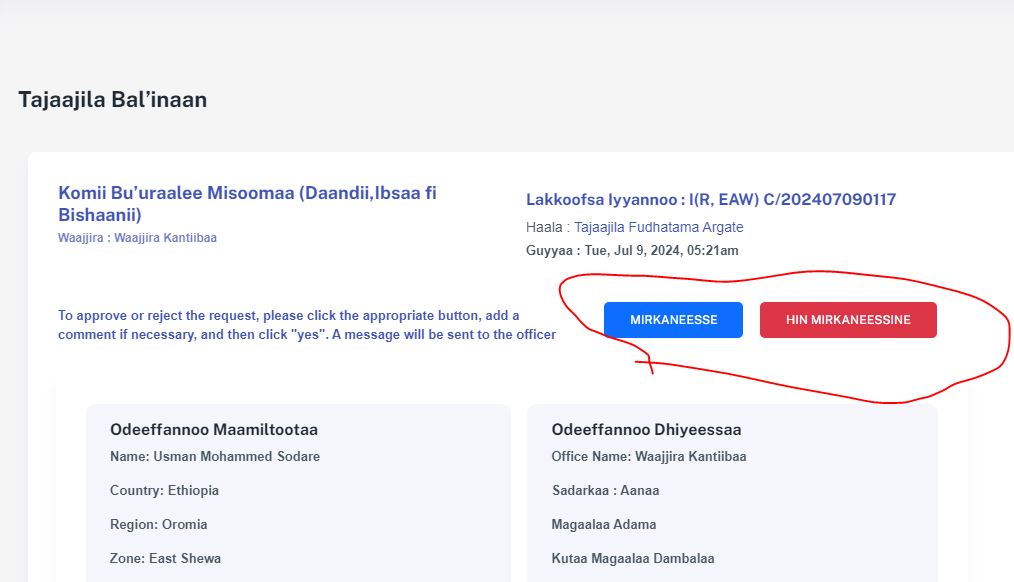 Tajaajila Bal’inaan
Komii Bu’uraalee Misoomaa (Daandii,Ibsaa fi
Bishaanii)
Waajjira : Waajjira Kantiibaa
Lakkoofsa Iyyannoo : I(R, EAW) C/202407090117
Haala : Tajaajila Fudhatama Argate
Guyyaa : Tue, Jul 9, 2024, 05:21am
To approve or reject the request, please click the appropriate button, add a
comment if necessary, and then click "yes". A message will be sent to the officer
MIRKANEESSE
HIN MIRKANEESSINE
Odeeffannoo Maamiltootaa
Name: Usman Mohammed Sodare
Country: Ethiopia
Region: Oromia
Zone: East Shewa
Odeeffannoo Dhiyeessaa
Office Name: Waajjira Kantiibaa
Sadarkaa : Aanaa
Magaalaa Adama
Kutaa Magaalaa Dambalaa